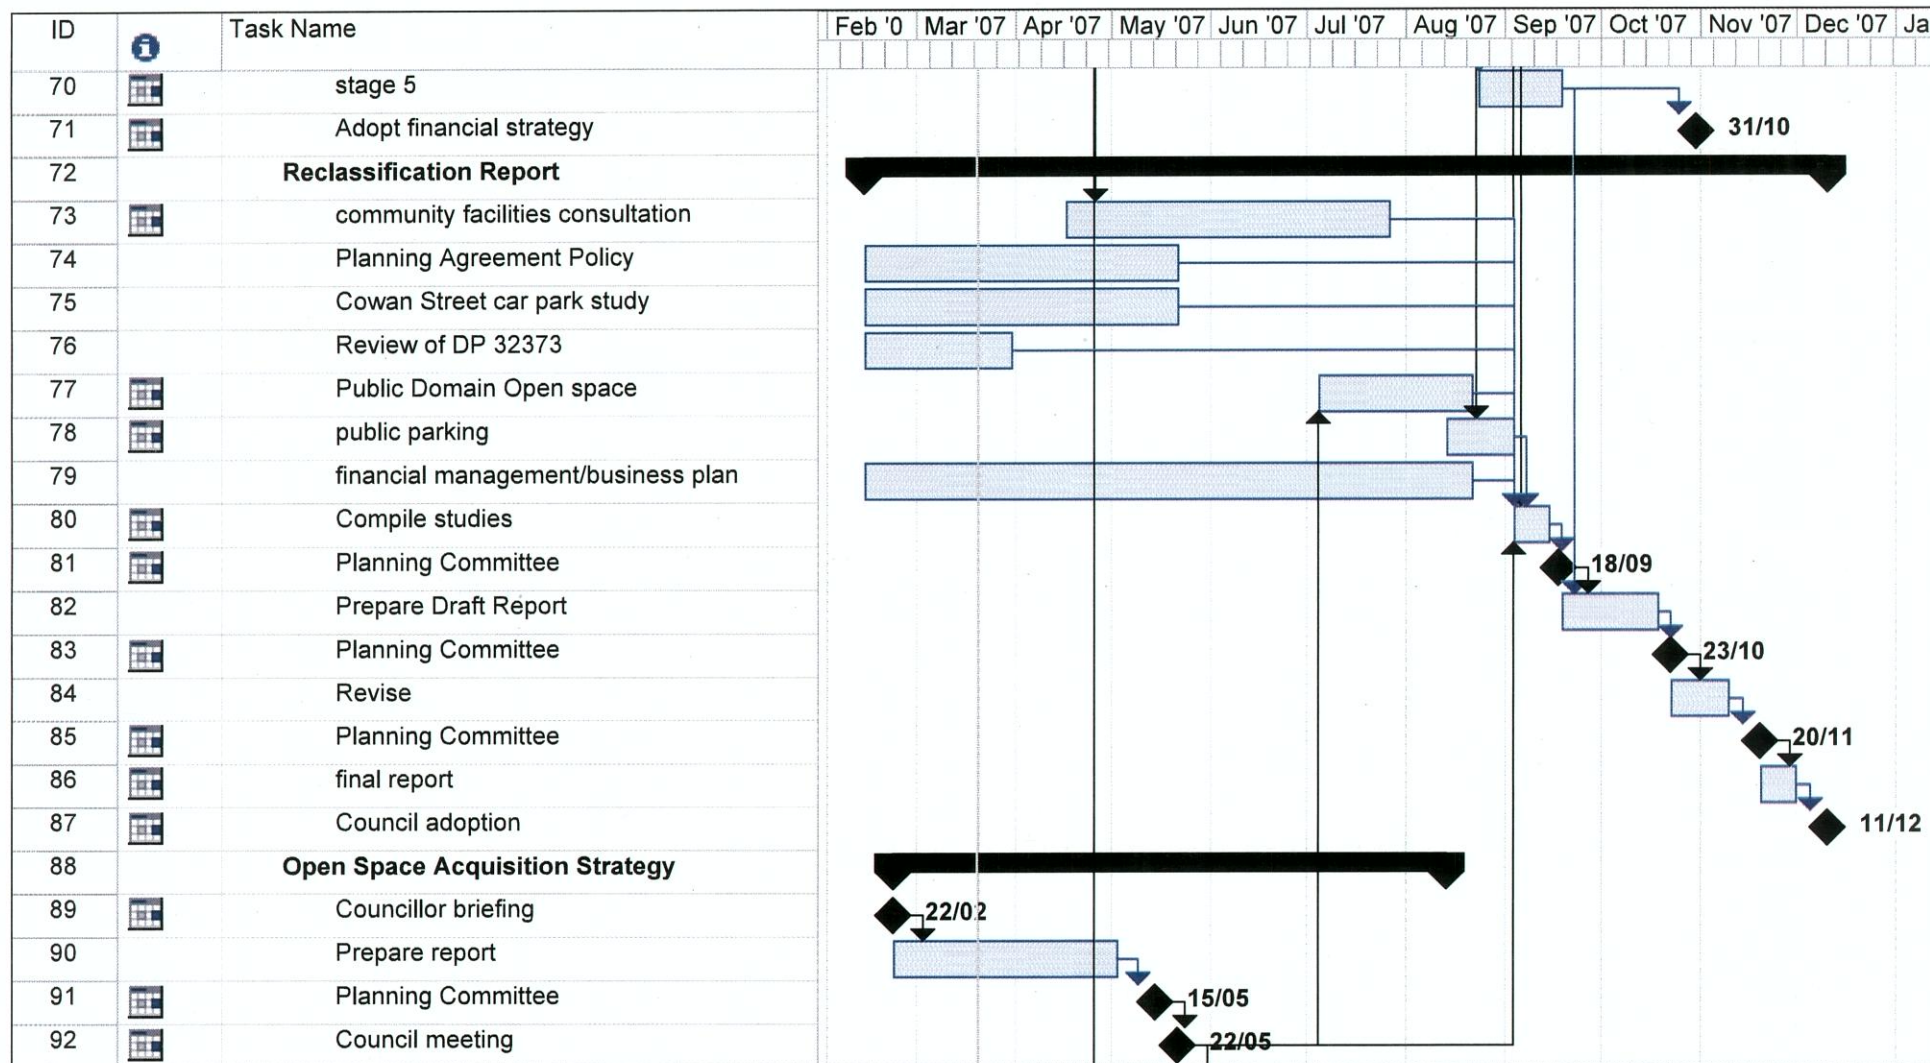 ID Task Name Feb '0 Mar '07 Apr '07 May '07 Jun '07 Jul '07 Aug '07 Sep '07 Oct '07 Nov '07 Dec '07 Ja
70 stage 5
71 Adopt financial strategy 31/10
72 Reclassification Report
73 community facilities consultation
74 Planning Agreement Policy
75 Cowan Street car park study
76 Review of DP 32373
77 Public Domain Open space
78 public parking
79 financial management/business plan
80 Compile studies
81 Planning Committee 18/09
82 Prepare Draft Report
83 Planning Committee 23/10
84 Revise
85 Planning Committee 20/11
86 final report
87 Council adoption 11/12
88 Open Space Acquisition Strategy
89 Councillor briefing 22/02
90 Prepare report
91 Planning Committee 15/05
92 Council meeting 22/05